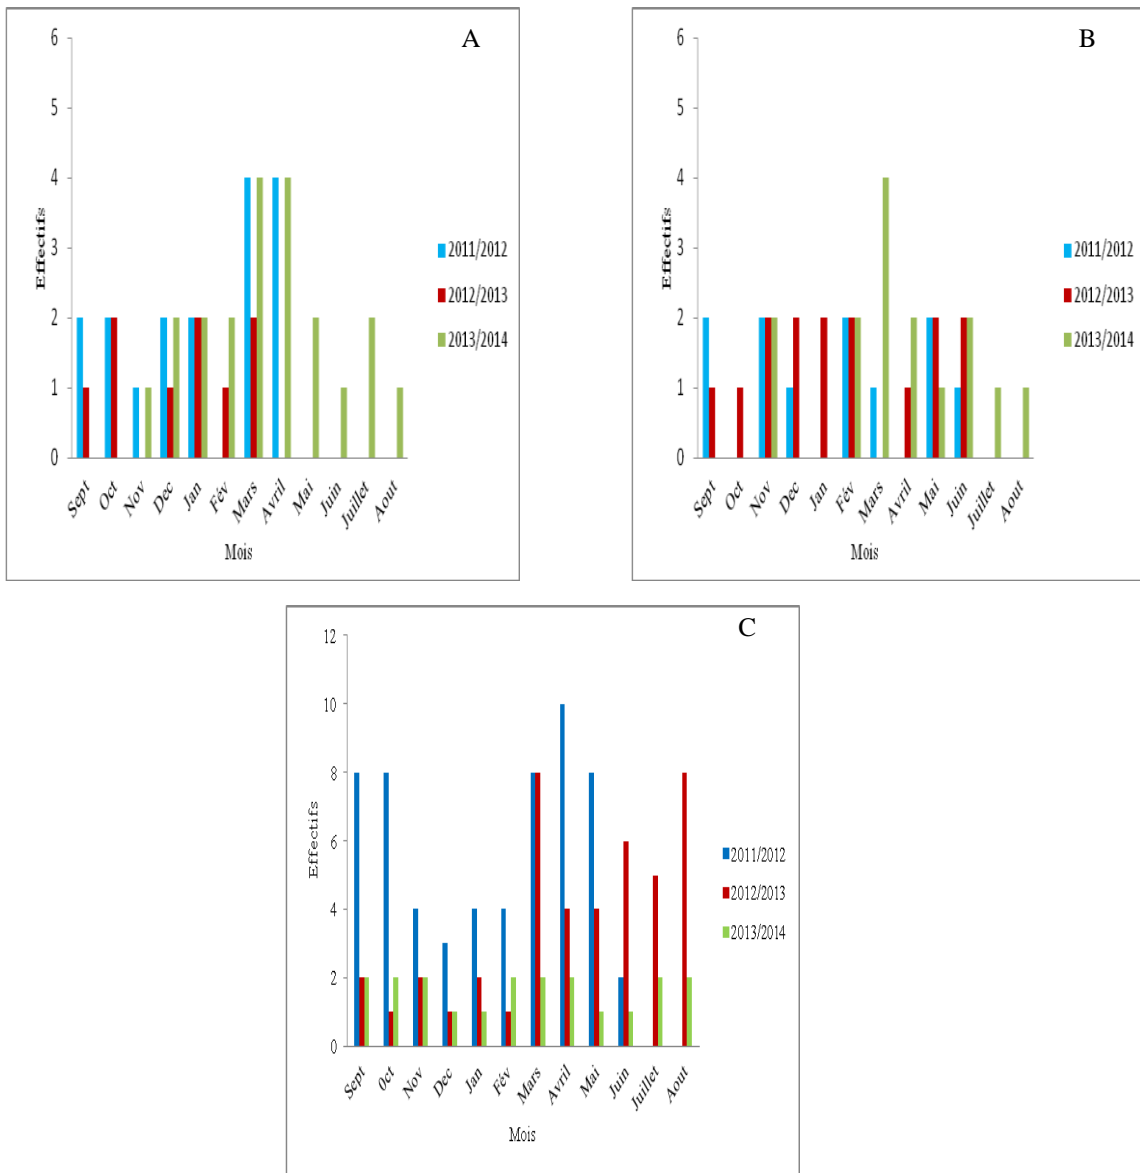 A
6
5
4
3
2
1
0
Effectifs
Sept
Oct
Nov
Dec
Jan
Fév
Mars
Avril
Mai
Juin
Juillet
Aout
Mois
2011/2012
2012/2013
2013/2014
B
6
5
4
3
2
1
0
Effectifs
Sept
Oct
Nov
Dec
Jan
Fév
Mars
Avril
Mai
Juin
Juillet
Aout
Mois
2011/2012
2012/2013
2013/2014
C
12
10
8
6
4
2
0
Effectifs
Sept
0ct
Nov
Dec
Jan
Fév
Mars
Avril
Mai
Juin
Juillet
Aout
Mois
2011/2012
2012/2013
2013/2014